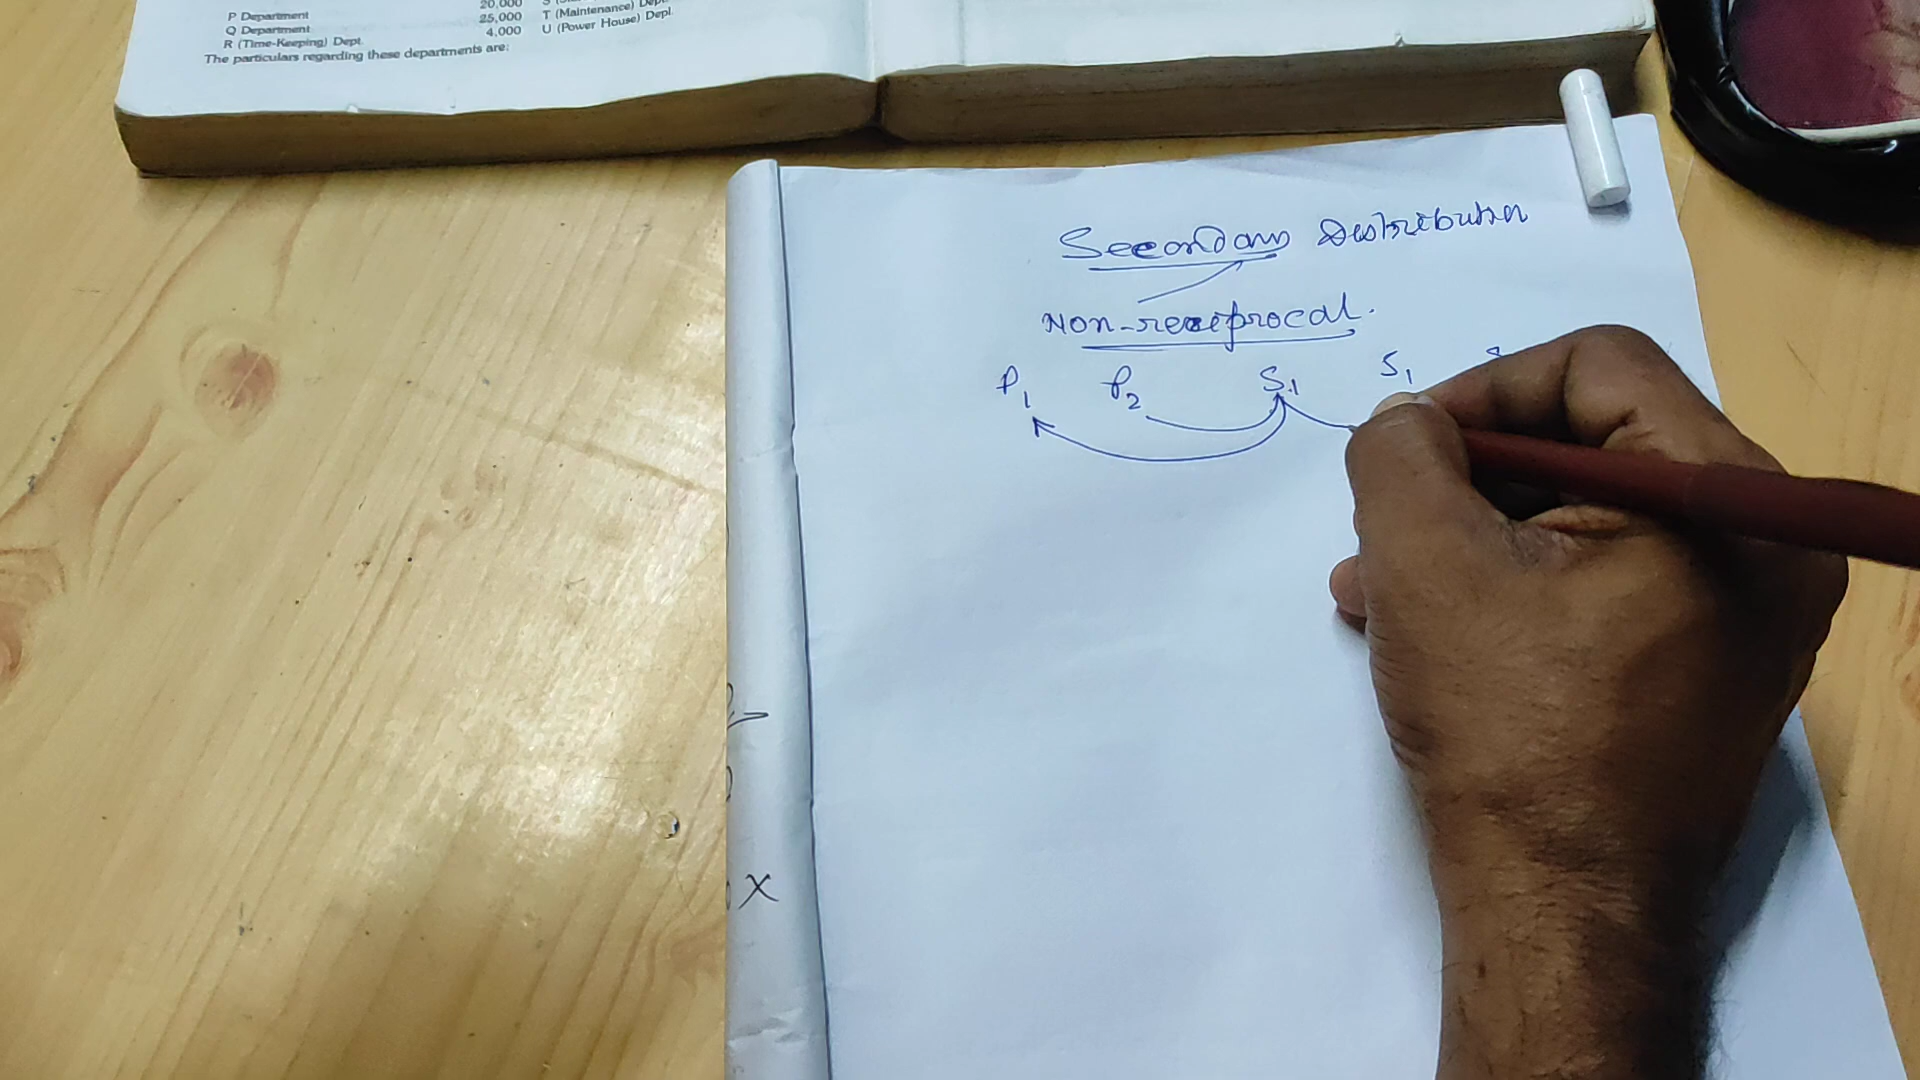 20,000
P Department 25,000 T (Maintenance)
Q Department 4,000 U (Power House) Dept.
R (Time-Keeping) Dept.
The particulars regarding these departments are:
Secondary Distribution
Non-reciprocal.
P1 P2 S1 S1
x